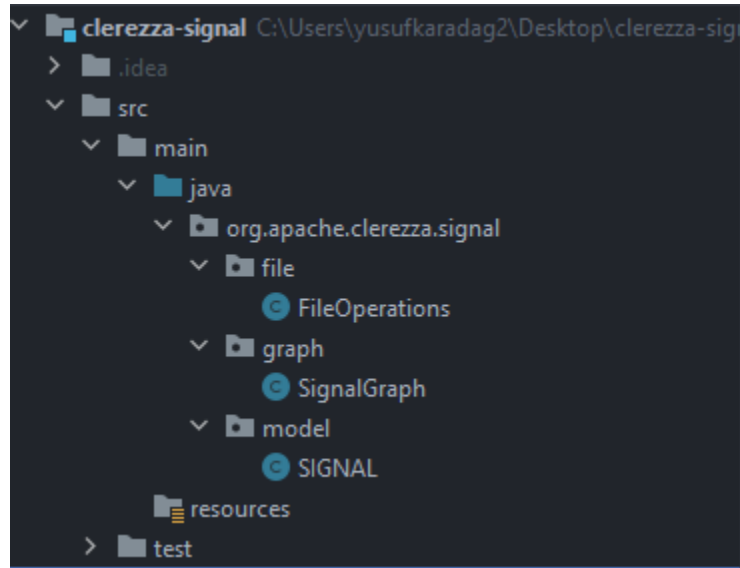 clerezza-signal C:\Users\yusufkaradag2\Desktop\clerezza-sig
.idea
src
main
java
org.apache.clerezza.signal
file
C FileOperations
graph
C SignalGraph
model
C SIGNAL
resources
test